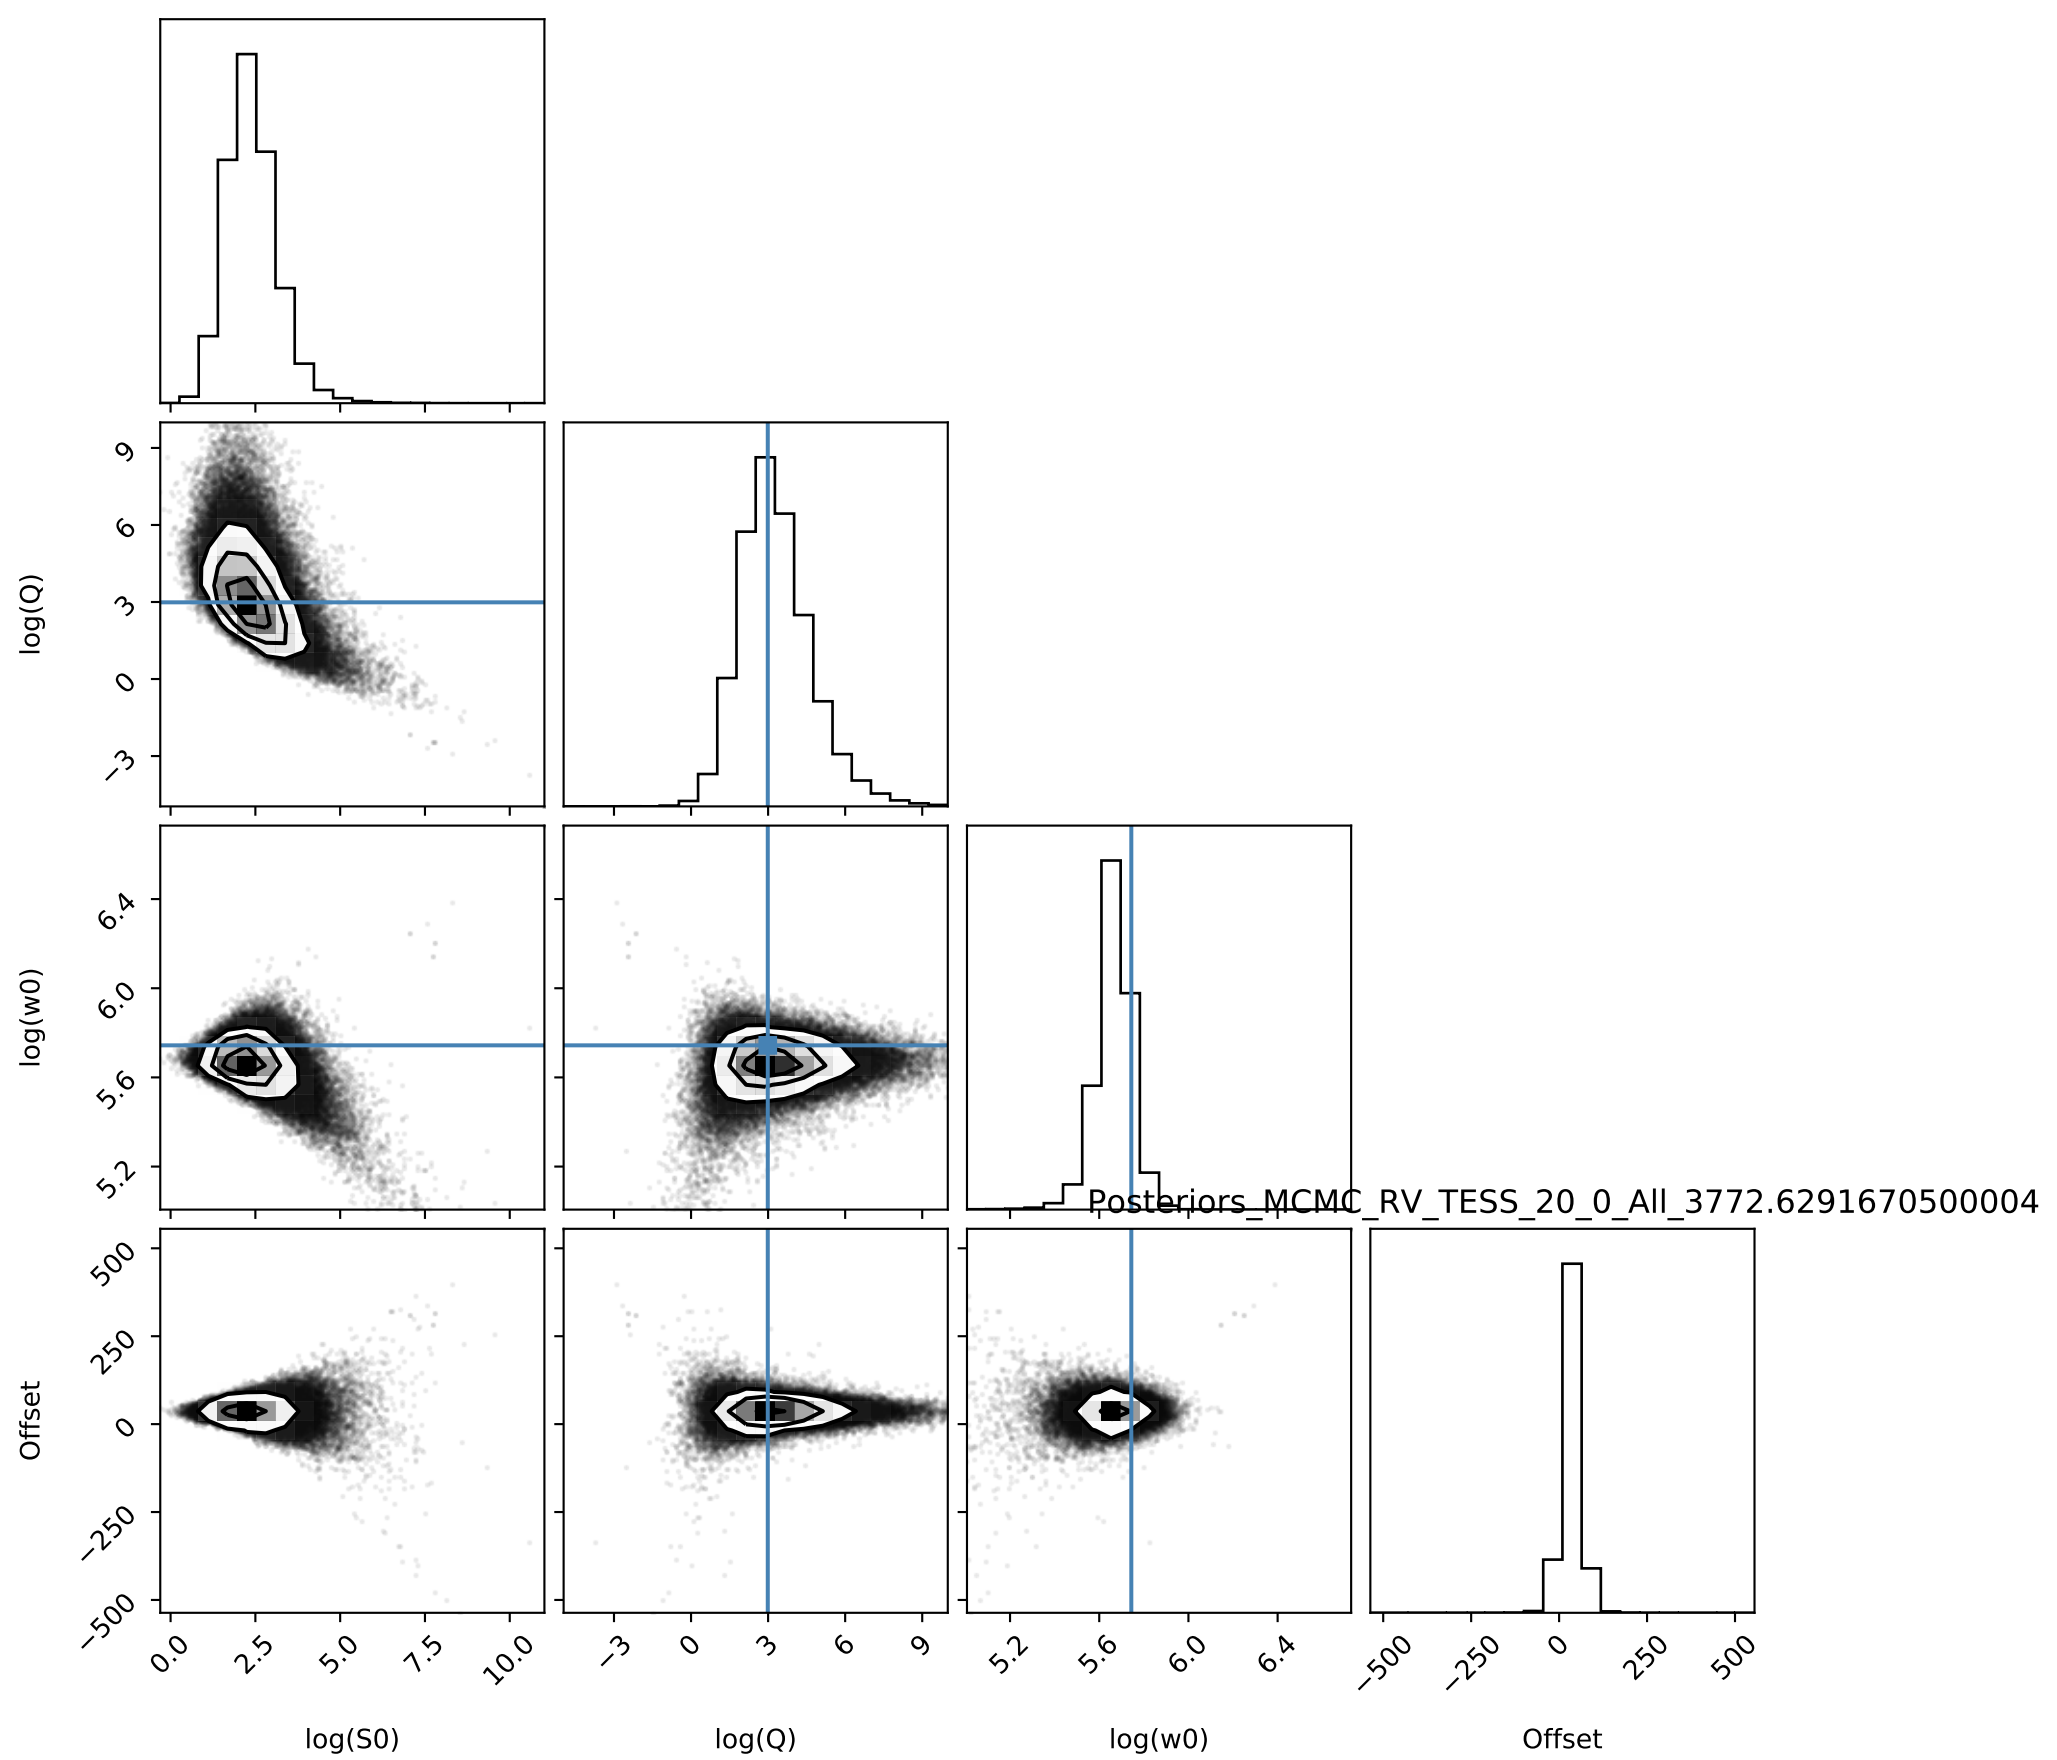 9
6
3
0
−3
log(Q)
6.4
6.0
5.6
5.2
log(w0)
Posteriors_MCMC_RV_TESS_20_0_All_3772.6291670500004
500
250
0
−250
−500
Offset
0.0 2.5 5.0 7.5 10.0
−3 0 3 6 9
5.2 5.6 6.0 6.4
−500 −250 0 250 500
log(S0)
log(Q)
log(w0)
Offset